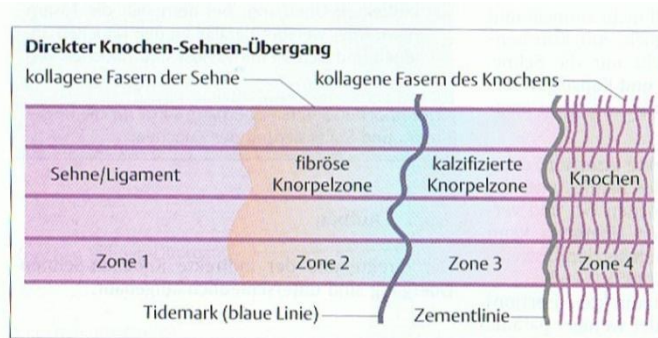 Direkter Knochen-Sehnen-Übergang
kollagene Fasern der Sehne
kollagene Fasern des Knochens
Sehne/Ligament
fibröse
Knorpelzone
kalzifizierte
Knorpelzone
Knochen
Zone 1
Zone 2
Zone 3
Zone 4
Tidemark (blaue Linie)
Zementlinie